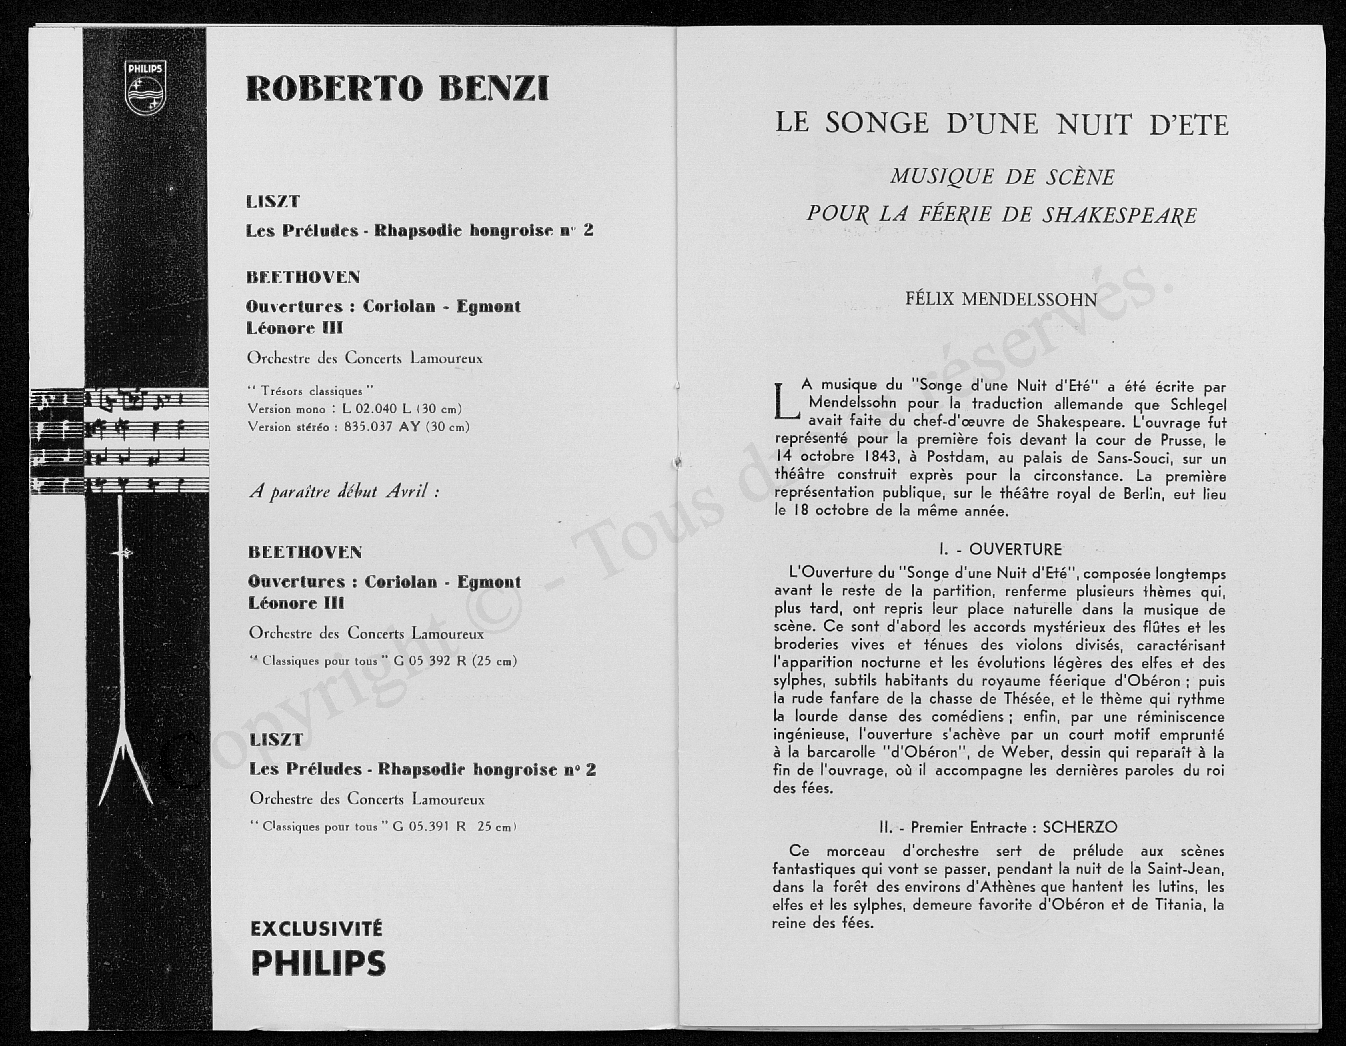 PHILIPS
ROBERTO BENZI
LISZT
Les Préludes - Rhapsodie hongroise n° 2
BEETHOVEN
Ouvertures : Coriolan - Egmont
Léonore III
Orchestre des Concerts Lamoureux
" Trésors classiques "
Version mono : L 02.040 L (30 cm)
Version stéréo : 835.037 AY (30 cm)
A paraître début Avril :
BEETHOVEN
Ouvertures : Coriolan - Egmont
Léonore III
Orchestre des Concerts Lamoureux
" Classiques pour tous " G 05 392 R (25 cm)
LISZT
Les Préludes - Rhapsodie hongroise n° 2
Orchestre des Concerts Lamoureux
" Classiques pour tous " G 05.391 R 25 cm)
EXCLUSIVITÉ
PHILIPS
LE SONGE D'UNE NUIT D'ETE
MUSIQUE DE SCÈNE
POUR LA FÉERIE DE SHAKESPEARE
FÉLIX MENDELSSOHN
LA musique du "Songe d'une Nuit d'Eté" a été écrite par
Mendelssohn pour la traduction allemande que Schlegel
avait faite du chef-d'œuvre de Shakespeare. L'ouvrage fut
représenté pour la première fois devant la cour de Prusse, le
14 octobre 1843, à Postdam, au palais de Sans-Souci, sur un
théâtre construit exprès pour la circonstance. La première
représentation publique, sur le théâtre royal de Berlin, eut lieu
le 18 octobre de la même année.
I. - OUVERTURE
L'Ouverture du "Songe d'une Nuit d'Eté", composée longtemps
avant le reste de la partition, renferme plusieurs thèmes qui,
plus tard, ont repris leur place naturelle dans la musique de
scène. Ce sont d'abord les accords mystérieux des flûtes et les
broderies vives et ténues des violons divisés, caractérisant
l'apparition nocturne et les évolutions légères des elfes et des
sylphes, subtils habitants du royaume féerique d'Obéron ; puis
la rude fanfare de la chasse de Thésée, et le thème qui rythme
la lourde danse des comédiens ; enfin, par une réminiscence
ingénieuse, l'ouverture s'achève par un court motif emprunté
à la barcarolle "d'Obéron", de Weber, dessin qui reparaît à la
fin de l'ouvrage, où il accompagne les dernières paroles du roi
des fées.
II. - Premier Entracte : SCHERZO
Ce morceau d'orchestre sert de prélude aux scènes
fantastiques qui vont se passer, pendant la nuit de la Saint-Jean,
dans la forêt des environs d'Athènes que hantent les lutins, les
elfes et les sylphes, demeure favorite d'Obéron et de Titania, la
reine des fées.
Copyright © - Tous droits réservés.